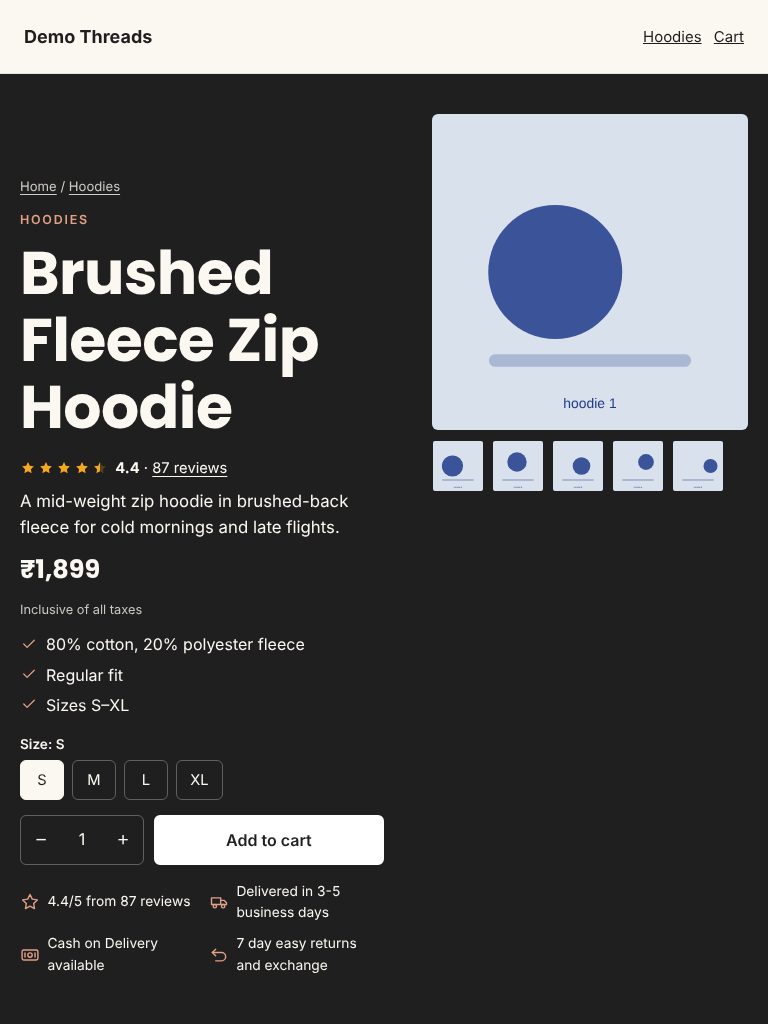 Demo Threads
Hoodies Cart
Home / Hoodies
HOODIES
Brushed
Fleece Zip
Hoodie
4.4 · 87 reviews
A mid-weight zip hoodie in brushed-back
fleece for cold mornings and late flights.
₹1,899
Inclusive of all taxes
80% cotton, 20% polyester fleece
Regular fit
Sizes S–XL
Size: S
S M L XL
− 1 +
Add to cart
4.4/5 from 87 reviews
Delivered in 3-5
business days
Cash on Delivery
available
7 day easy returns
and exchange
hoodie 1